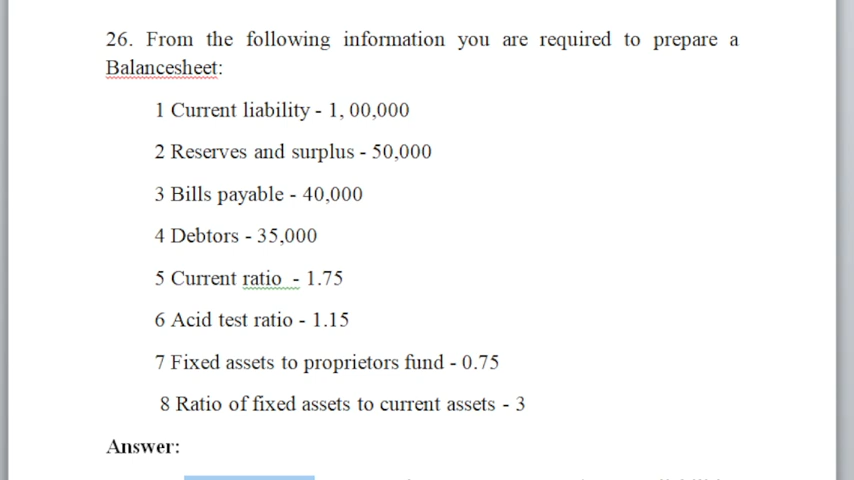 26. From the following information you are required to prepare a
Balancesheet:
1 Current liability - 1, 00,000
2 Reserves and surplus - 50,000
3 Bills payable - 40,000
4 Debtors - 35,000
5 Current ratio - 1.75
6 Acid test ratio - 1.15
7 Fixed assets to proprietors fund - 0.75
8 Ratio of fixed assets to current assets - 3
Answer: